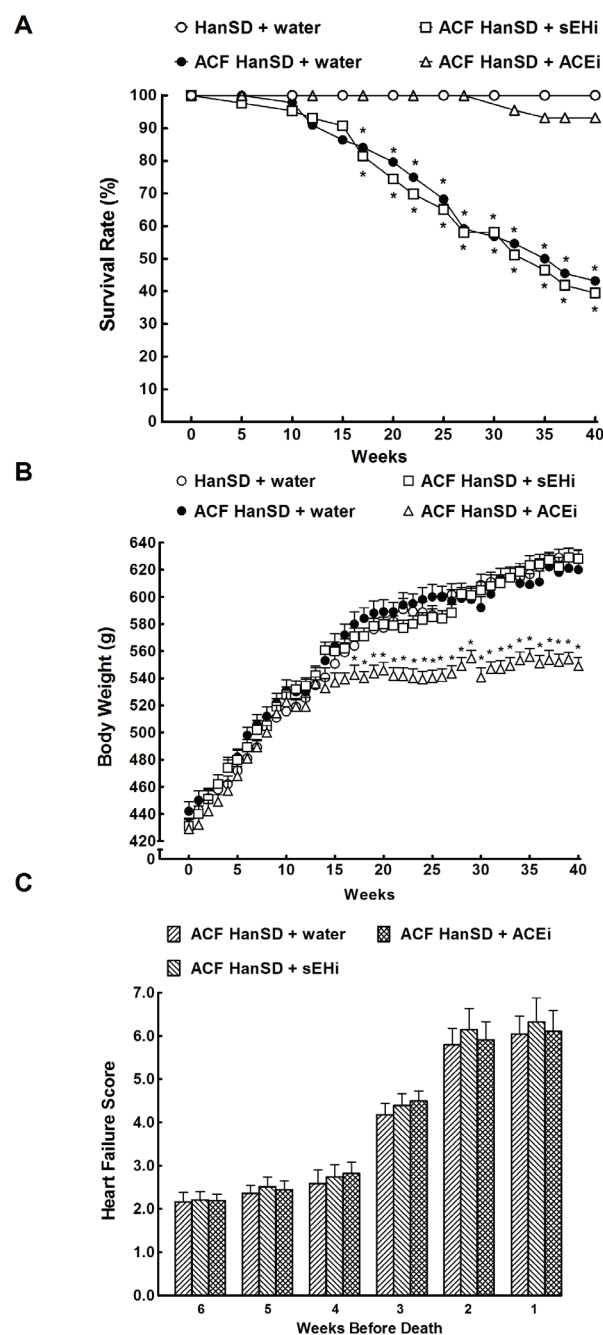 A
HanSD + water
ACF HanSD + sEHi
ACF HanSD + water
ACF HanSD + ACEi
Survival Rate (%)
100
90
80
70
60
50
40
30
20
10
0
0 5 10 15 20 25 30 35 40
Weeks
B
HanSD + water
ACF HanSD + sEHi
ACF HanSD + water
ACF HanSD + ACEi
Body Weight (g)
640
620
600
580
560
540
520
500
480
460
440
420
0
0 5 10 15 20 25 30 35 40
Weeks
C
ACF HanSD + water
ACF HanSD + ACEi
ACF HanSD + sEHi
Heart Failure Score
7.0
6.0
5.0
4.0
3.0
2.0
1.0
0.0
6 5 4 3 2 1
Weeks Before Death